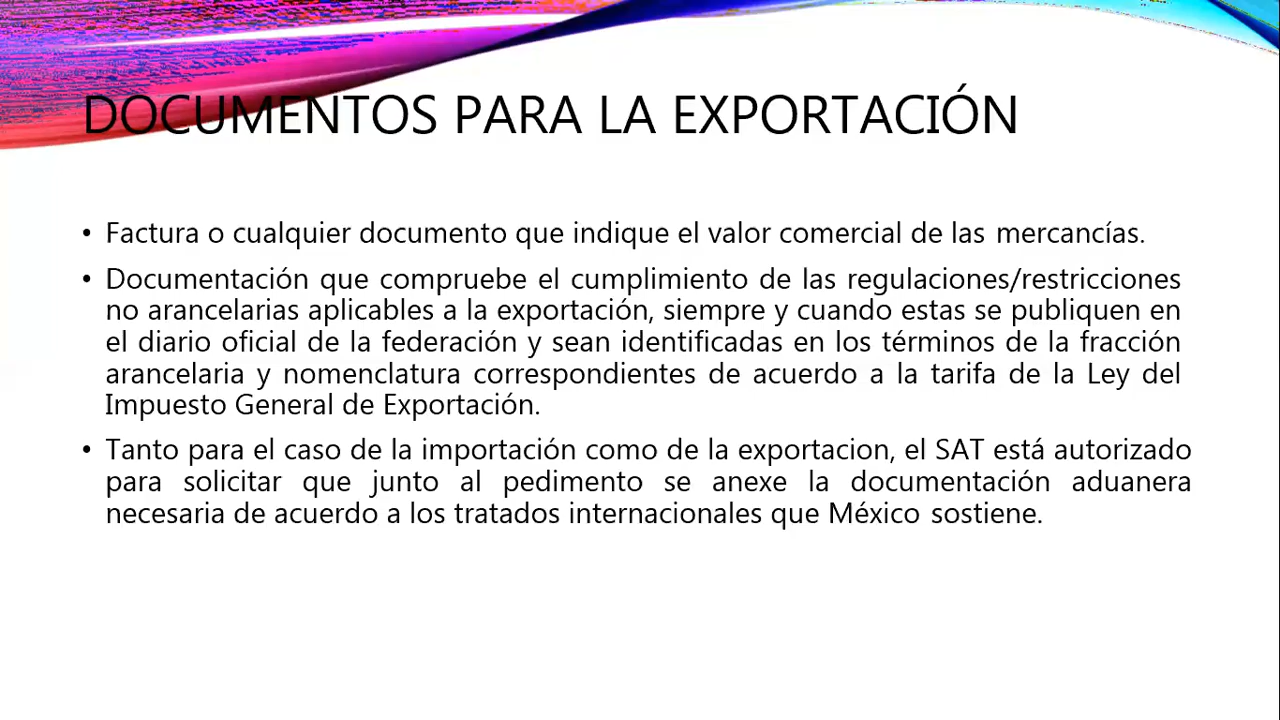 DOCUMENTOS PARA LA EXPORTACIÓN
• Factura o cualquier documento que indique el valor comercial de las mercancías.
• Documentación que compruebe el cumplimiento de las regulaciones/restricciones
no arancelarias aplicables a la exportación, siempre y cuando estas se publiquen en
el diario oficial de la federación y sean identificadas en los términos de la fracción
arancelaria y nomenclatura correspondientes de acuerdo a la tarifa de la Ley del
Impuesto General de Exportación.
• Tanto para el caso de la importación como de la exportacion, el SAT está autorizado
para solicitar que junto al pedimento se anexe la documentación aduanera
necesaria de acuerdo a los tratados internacionales que México sostiene.